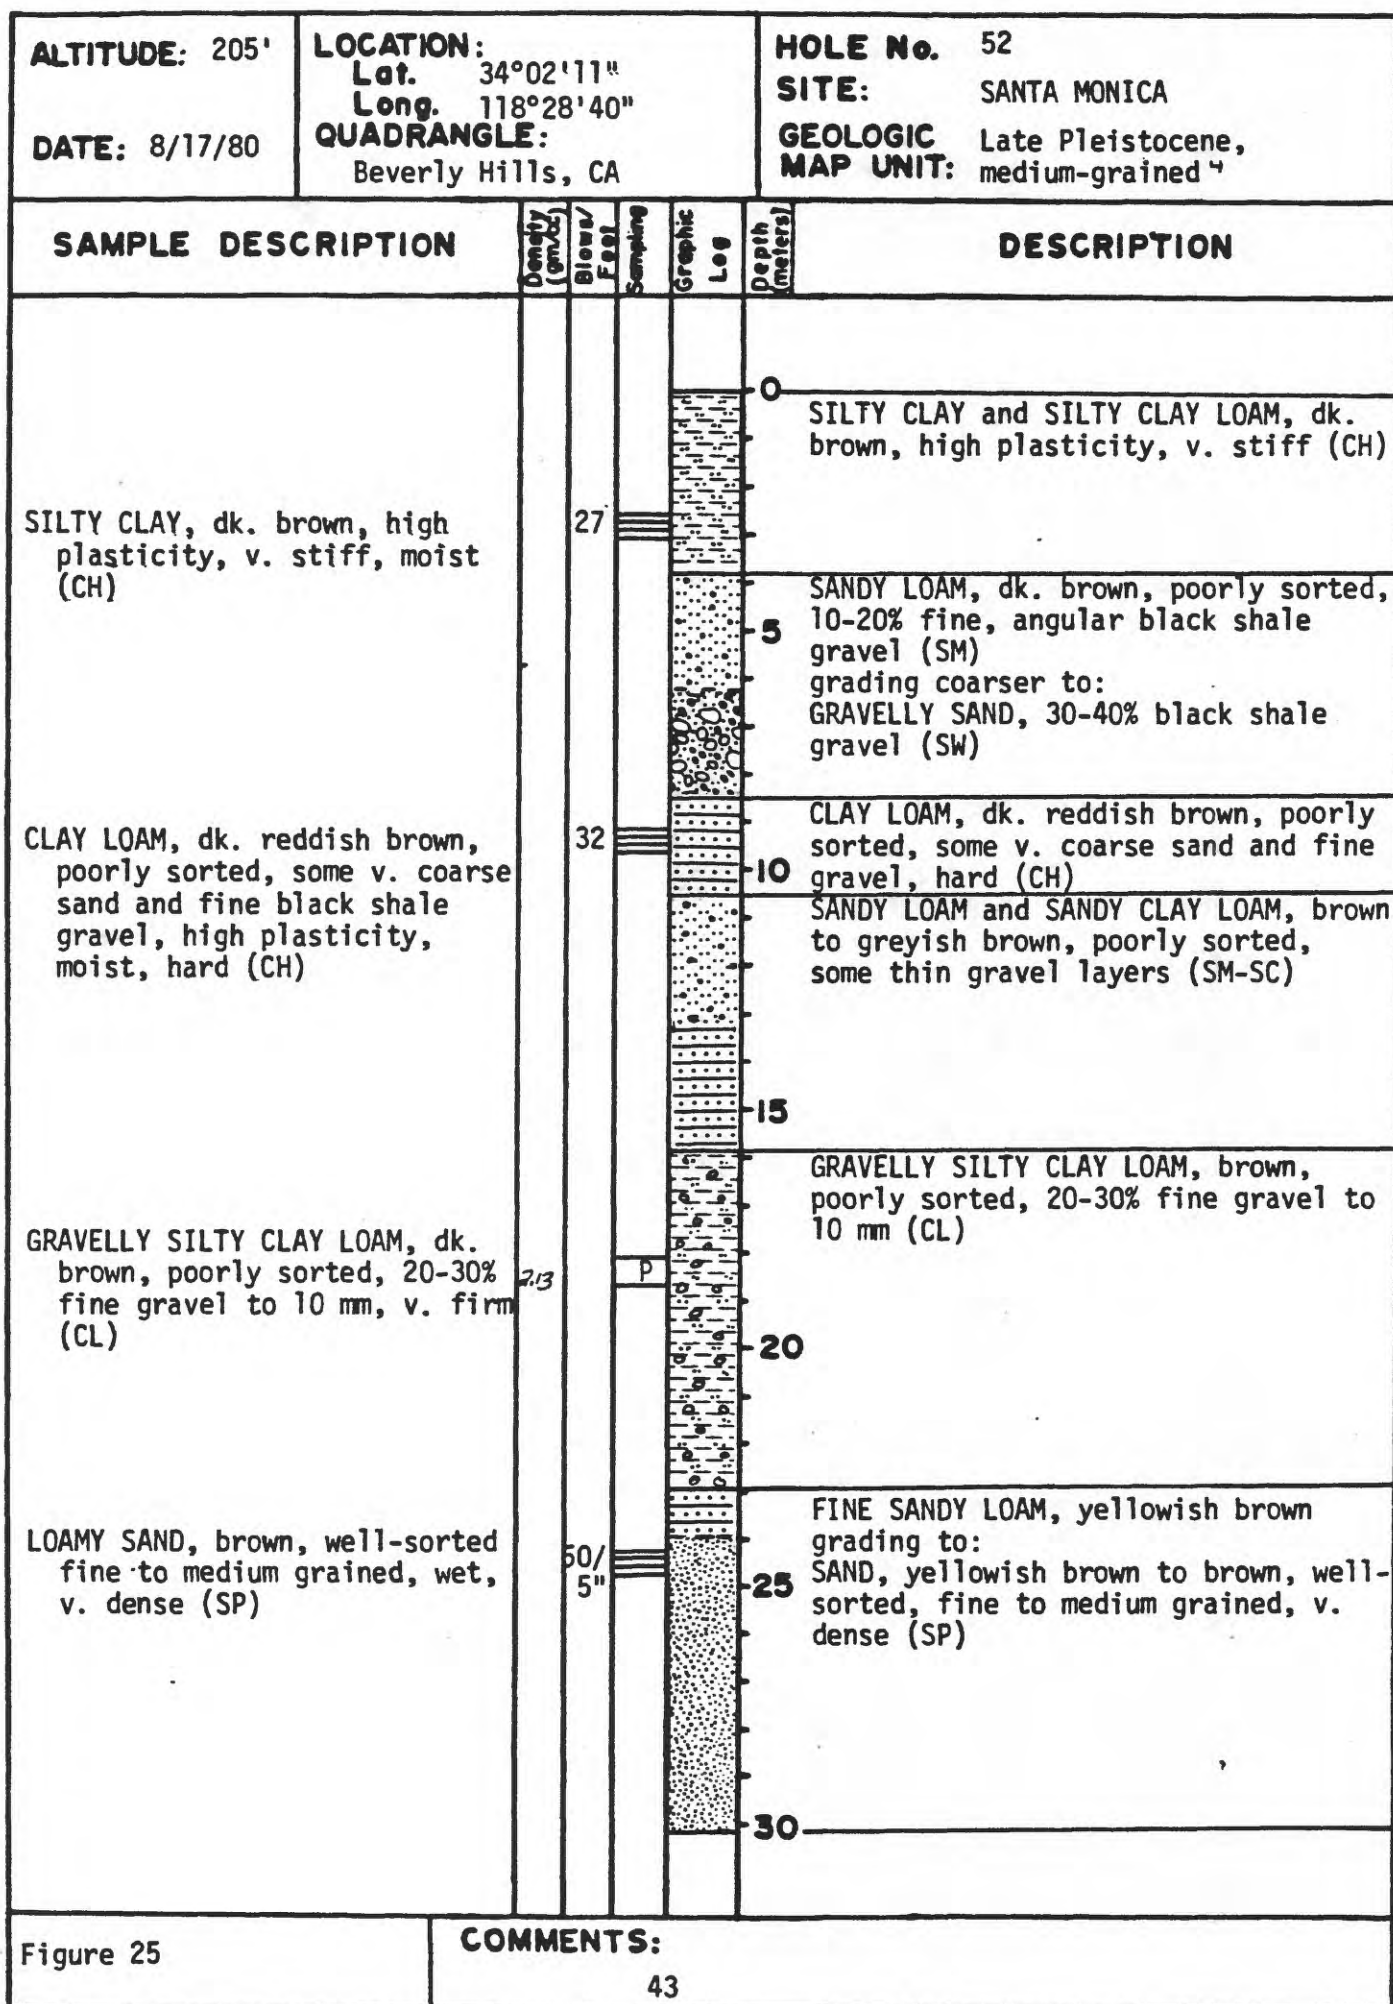 ALTITUDE: 205'
DATE: 8/17/80
LOCATION:
Lat. 34°02'11"
Long. 118°28'40"
QUADRANGLE:
Beverly Hills, CA
HOLE No. 52
SITE: SANTA MONICA
GEOLOGIC MAP UNIT: Late Pleistocene,
medium-grained 4
SAMPLE DESCRIPTION
Density (gm/cc)
Blows/ Foot
Sampling
Graphic Log
Depth (meters)
DESCRIPTION
0
SILTY CLAY and SILTY CLAY LOAM, dk.
brown, high plasticity, v. stiff (CH)
SILTY CLAY, dk. brown, high
plasticity, v. stiff, moist
(CH)
27
SANDY LOAM, dk. brown, poorly sorted,
10-20% fine, angular black shale
gravel (SM)
grading coarser to:
GRAVELLY SAND, 30-40% black shale
gravel (SW)
5
CLAY LOAM, dk. reddish brown,
poorly sorted, some v. coarse
sand and fine black shale
gravel, high plasticity,
moist, hard (CH)
32
CLAY LOAM, dk. reddish brown, poorly
sorted, some v. coarse sand and fine
gravel, hard (CH)
10
SANDY LOAM and SANDY CLAY LOAM, brown
to greyish brown, poorly sorted,
some thin gravel layers (SM-SC)
15
GRAVELLY SILTY CLAY LOAM, brown,
poorly sorted, 20-30% fine gravel to
10 mm (CL)
GRAVELLY SILTY CLAY LOAM, dk.
brown, poorly sorted, 20-30%
fine gravel to 10 mm, v. firm
(CL)
2.13
P
20
FINE SANDY LOAM, yellowish brown
grading to:
SAND, yellowish brown to brown, well-
sorted, fine to medium grained, v.
dense (SP)
LOAMY SAND, brown, well-sorted
fine to medium grained, wet,
v. dense (SP)
50/
5"
25
30
Figure 25
COMMENTS:
43